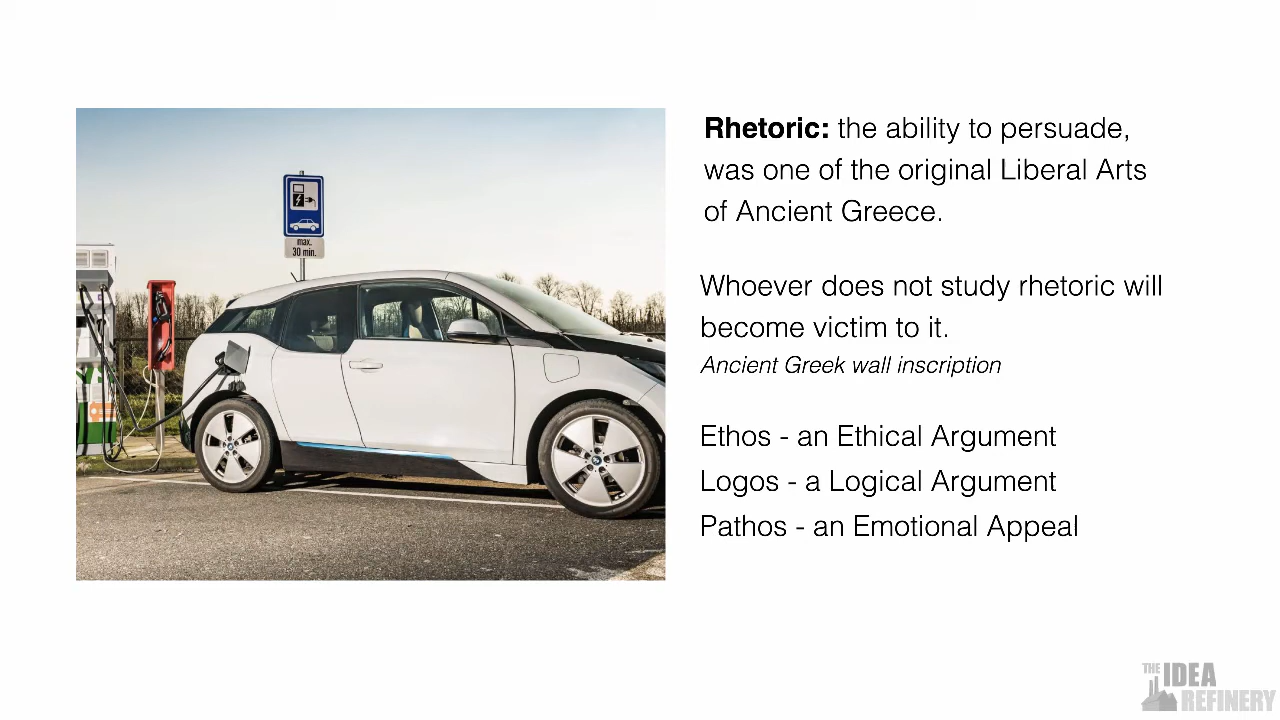 max.
30 min.
Rhetoric: the ability to persuade,
was one of the original Liberal Arts
of Ancient Greece.
Whoever does not study rhetoric will
become victim to it.
Ancient Greek wall inscription
Ethos - an Ethical Argument
Logos - a Logical Argument
Pathos - an Emotional Appeal
THE IDEA
REFINERY